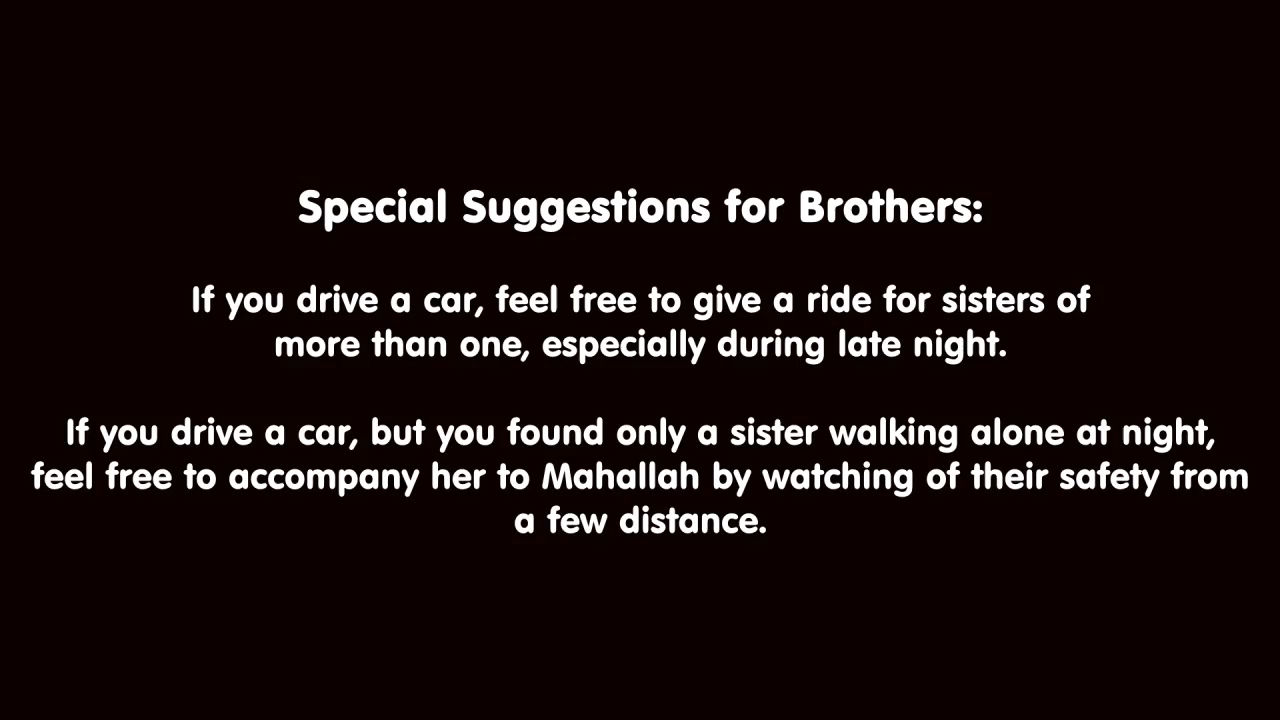 Special Suggestions for Brothers:
If you drive a car, feel free to give a ride for sisters of
more than one, especially during late night.
If you drive a car, but you found only a sister walking alone at night,
feel free to accompany her to Mahallah by watching of their safety from
a few distance.